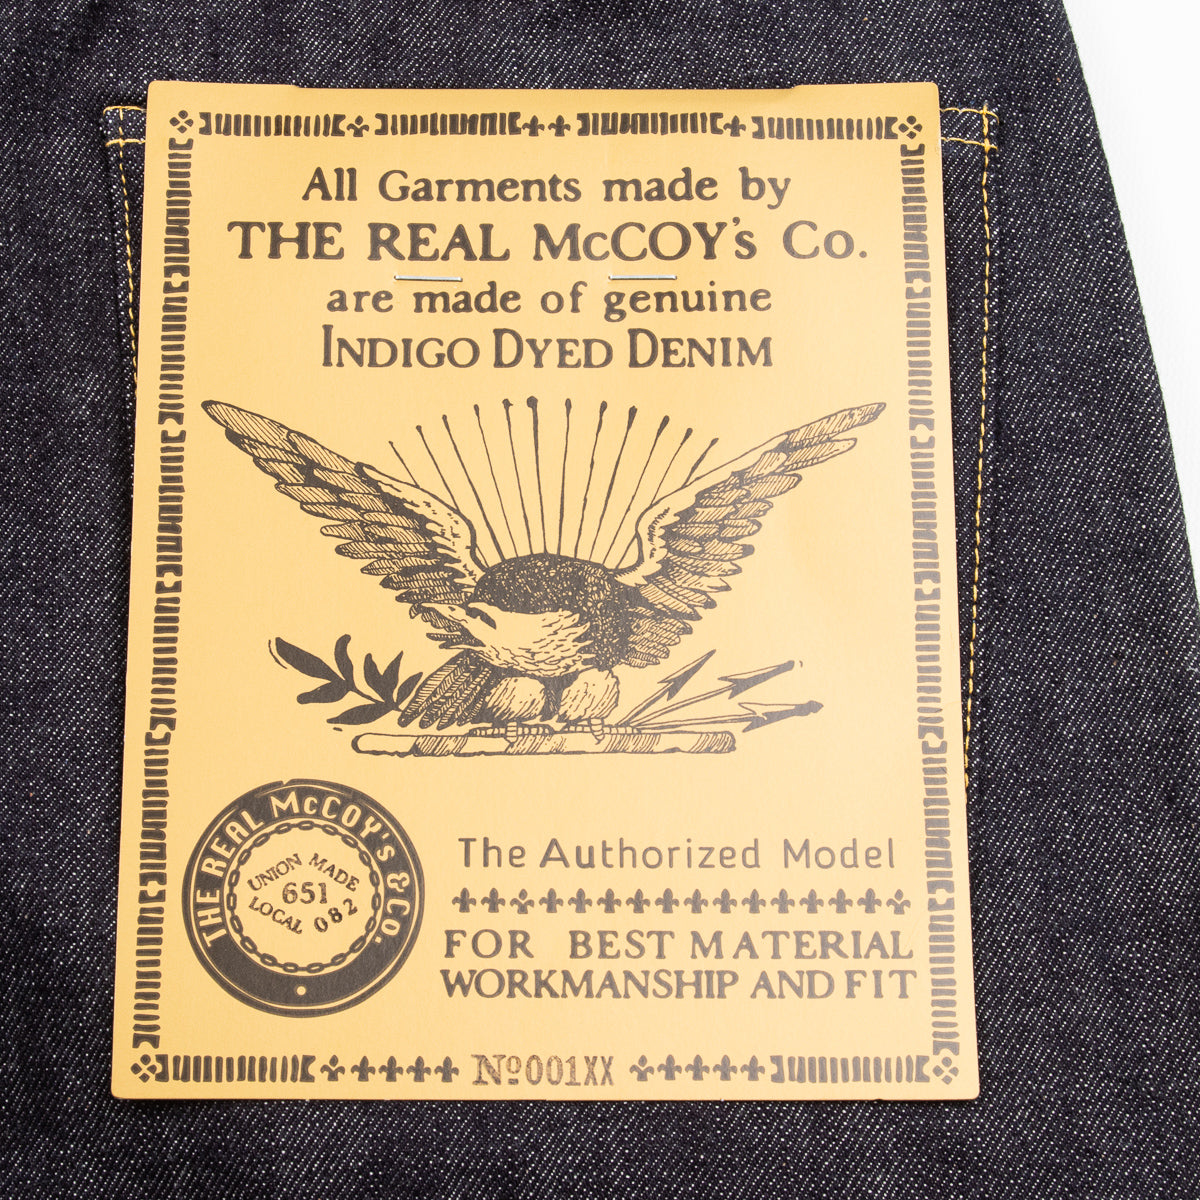 All Garments made by
THE REAL McCOY's Co.
are made of genuine
INDIGO DYED DENIM
THE REAL McCOY's & Co.
UNION MADE
651
LOCAL 082
The Authorized Model
FOR BEST MATERIAL
WORKMANSHIP AND FIT
Nº001XX